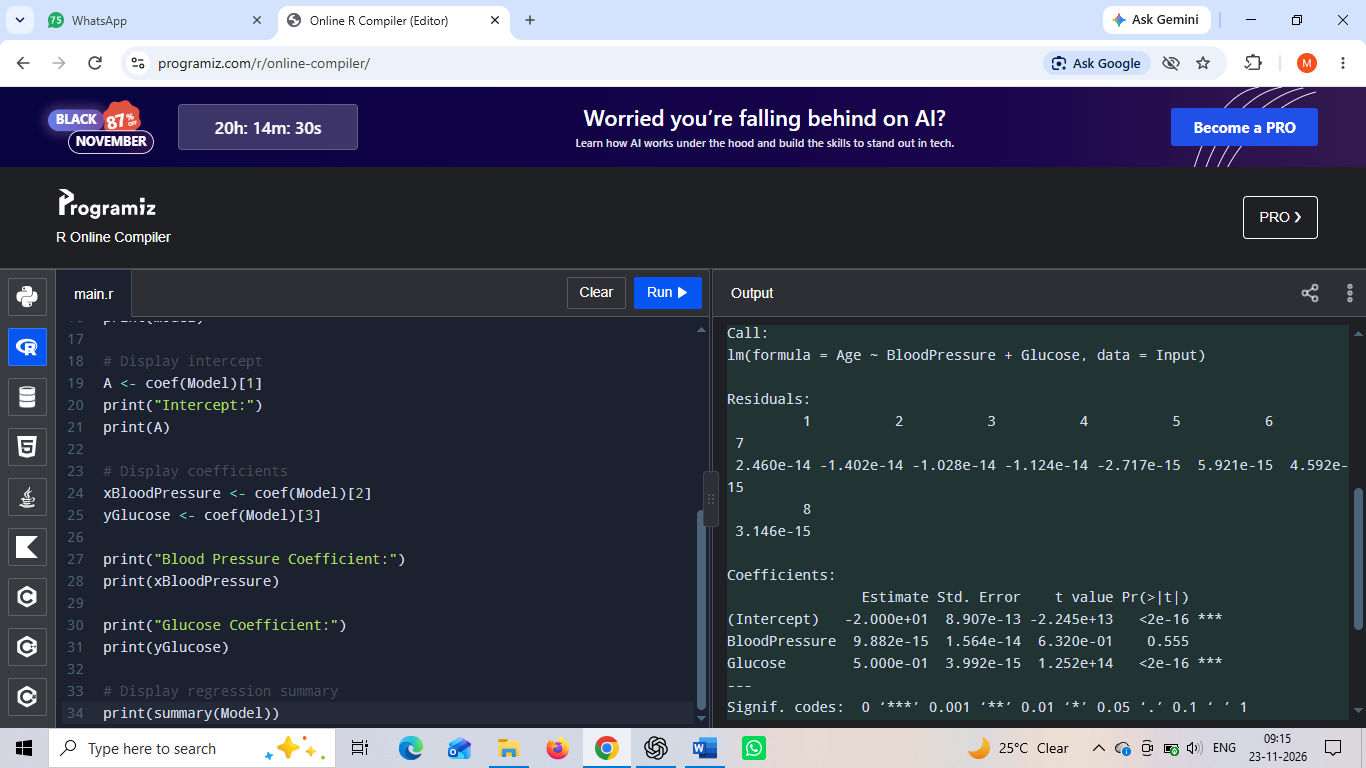 75
WhatsApp
Online R Compiler (Editor)
Ask Gemini
programiz.com/r/online-compiler/
Ask Google
M
BLACK
87% OFF
NOVEMBER
20h: 14m: 30s
Worried you’re falling behind on AI?
Learn how AI works under the hood and build the skills to stand out in tech.
Become a PRO
Programiz
R Online Compiler
PRO ❯
main.r
Clear
Run
17
18 # Display intercept
19 A <- coef(Model)[1]
20 print("Intercept:")
21 print(A)
22
23 # Display coefficients
24 xBloodPressure <- coef(Model)[2]
25 yGlucose <- coef(Model)[3]
26
27 print("Blood Pressure Coefficient:")
28 print(xBloodPressure)
29
30 print("Glucose Coefficient:")
31 print(yGlucose)
32
33 # Display regression summary
34 print(summary(Model))
Output
Call:
lm(formula = Age ~ BloodPressure + Glucose, data = Input)
Residuals:
1 2 3 4 5 6
7
2.460e-14 -1.402e-14 -1.028e-14 -1.124e-14 -2.717e-15 5.921e-15 4.592e-
15
8
3.146e-15
Coefficients:
Estimate Std. Error t value Pr(>|t|)
(Intercept) -2.000e+01 8.907e-13 -2.245e+13 <2e-16 ***
BloodPressure 9.882e-15 1.564e-14 6.320e-01 0.555
Glucose 5.000e-01 3.992e-15 1.252e+14 <2e-16 ***
---
Signif. codes: 0 ‘***’ 0.001 ‘**’ 0.01 ‘*’ 0.05 ‘.’ 0.1 ‘ ’ 1
Type here to search
25°C Clear
ENG
09:15
23-11-2026